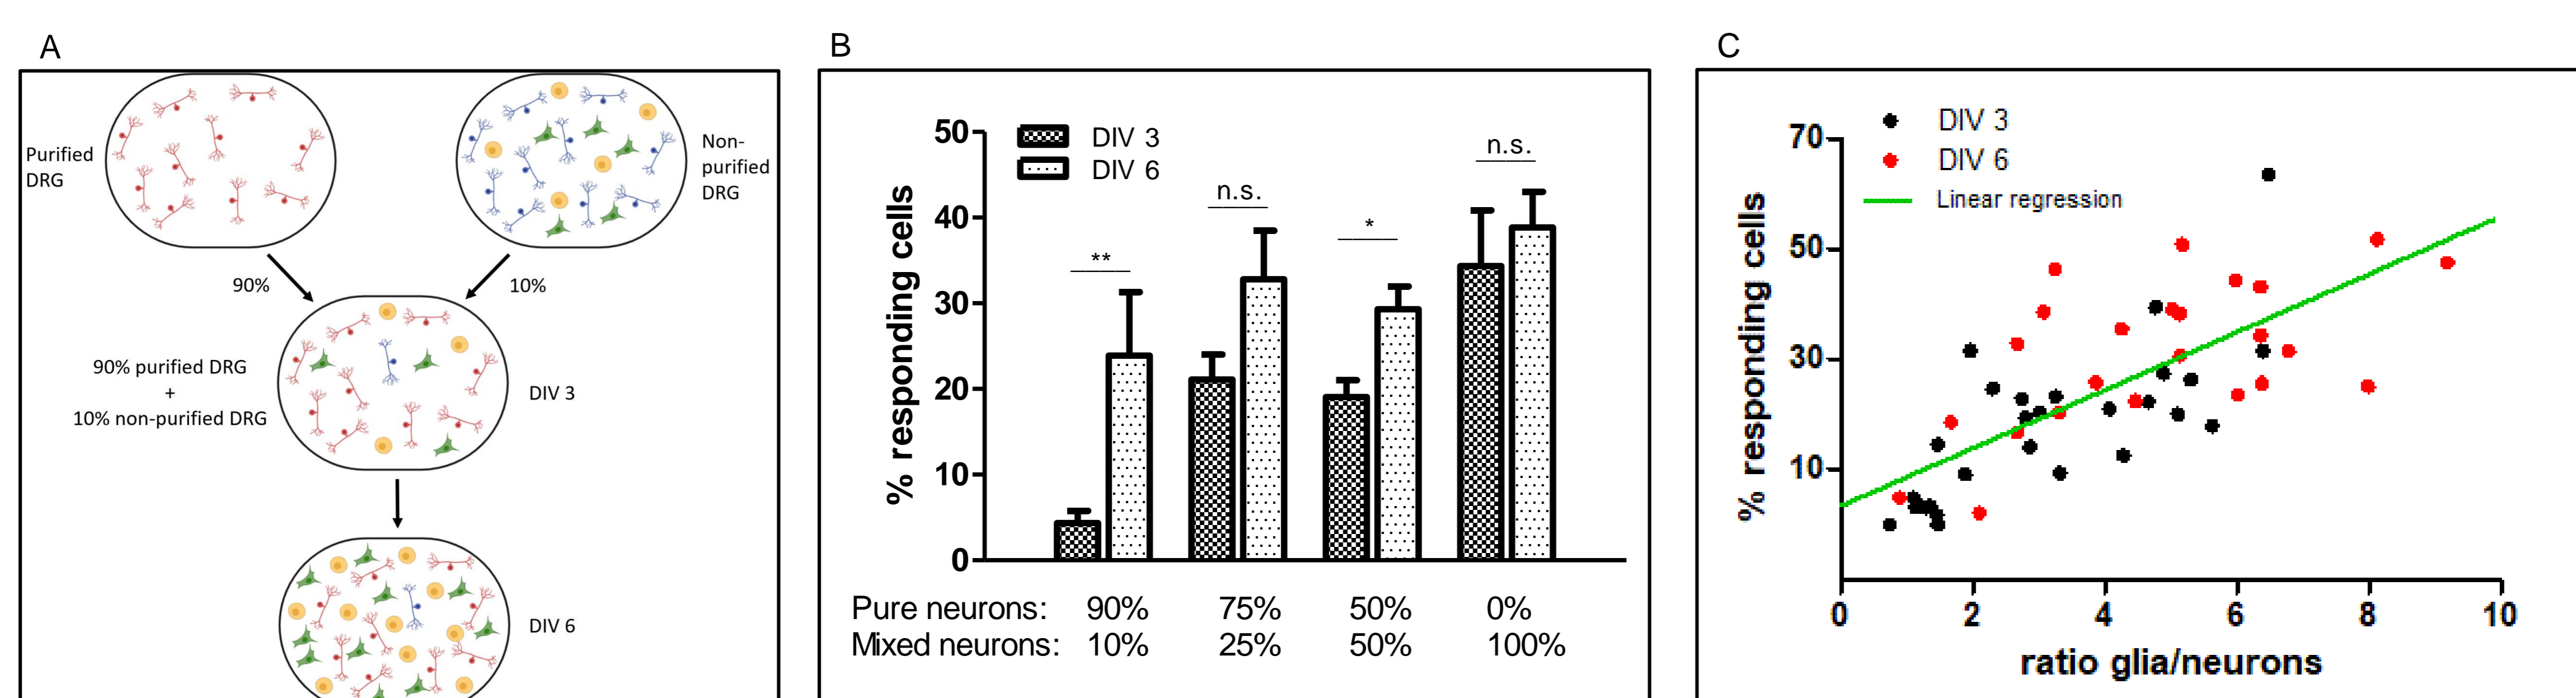 A
Purified
DRG
Non-
purified
DRG
90%
10%
90% purified DRG
+
10% non-purified DRG
DIV 3
DIV 6
B
50
40
30
20
10
0
% responding cells
DIV 3
DIV 6
**
n.s.
*
n.s.
Pure neurons: 90% 75% 50% 0%
Mixed neurons: 10% 25% 50% 100%
C
70
50
30
10
% responding cells
DIV 3
DIV 6
Linear regression
0 2 4 6 8 10
ratio glia/neurons